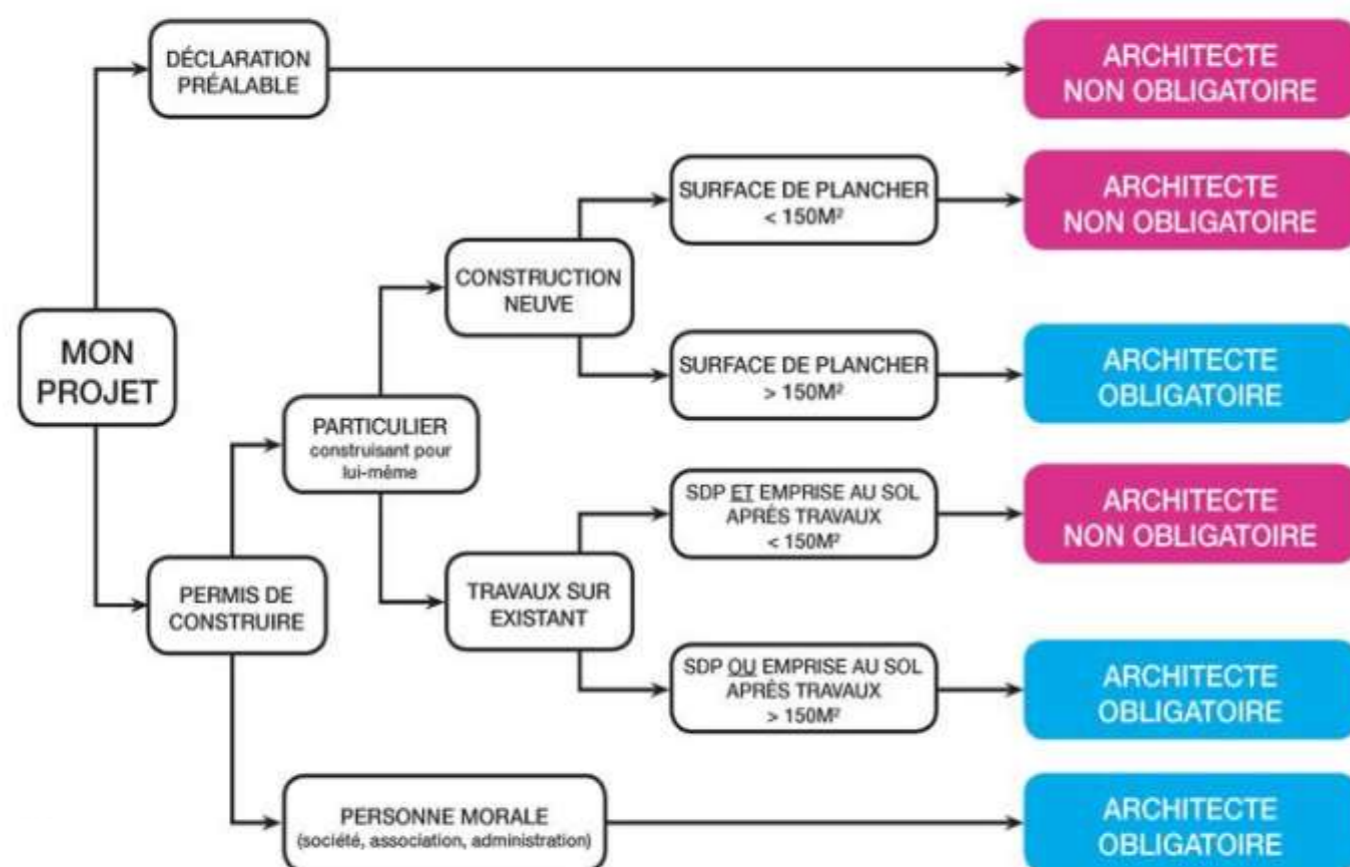 DÉCLARATION
PRÉALABLE
ARCHITECTE
NON OBLIGATOIRE
SURFACE DE PLANCHER
< 150M²
ARCHITECTE
NON OBLIGATOIRE
CONSTRUCTION
NEUVE
MON
PROJET
SURFACE DE PLANCHER
> 150M²
ARCHITECTE
OBLIGATOIRE
PARTICULIER
construisant pour
lui-même
SDP ET EMPRISE AU SOL
APRÈS TRAVAUX
< 150M²
ARCHITECTE
NON OBLIGATOIRE
PERMIS DE
CONSTRUIRE
TRAVAUX SUR
EXISTANT
SDP OU EMPRISE AU SOL
APRÈS TRAVAUX
> 150M²
ARCHITECTE
OBLIGATOIRE
PERSONNE MORALE
(société, association, administration)
ARCHITECTE
OBLIGATOIRE